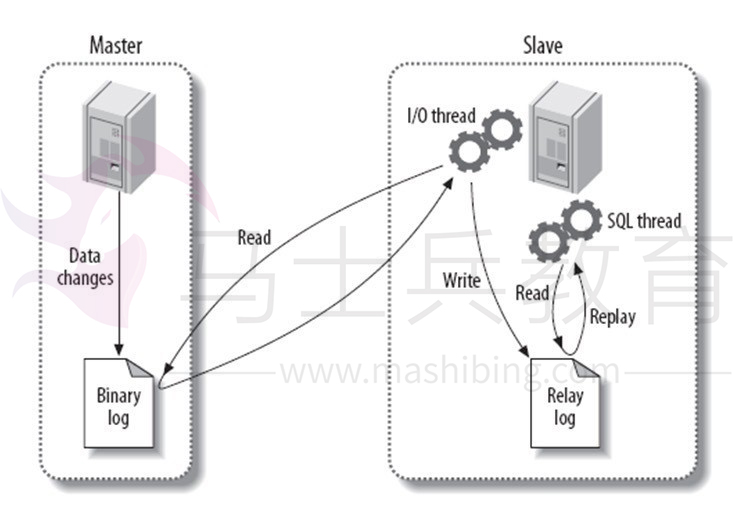 Master
Slave
I/O thread
Read
SQL thread
Data
changes
Write
Read
Replay
Binary
log
Relay
log
马士兵教育
www.mashibing.com